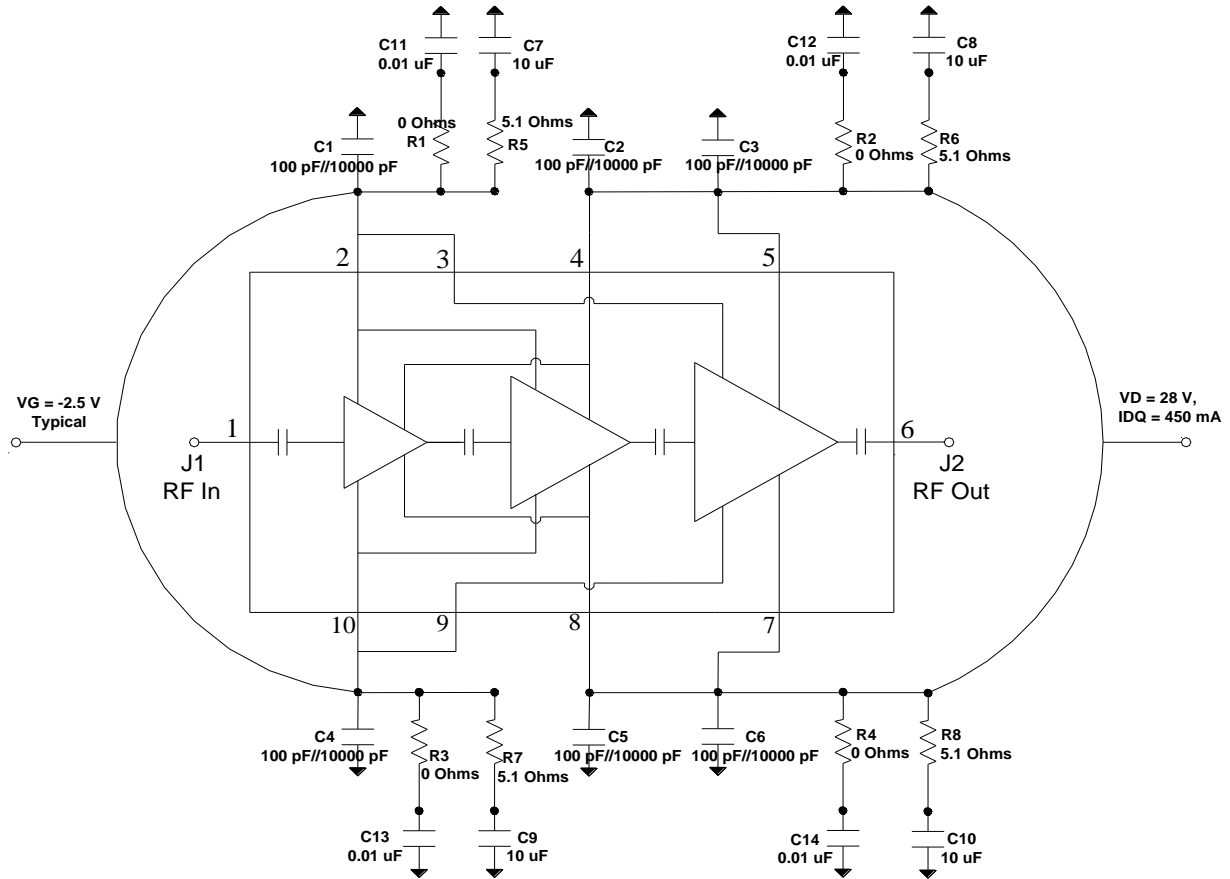 C11
0.01 uF
C7
10 uF
C12
0.01 uF
C8
10 uF
C1
100 pF//10000 pF
0 Ohms
R1
5.1 Ohms
R5
C2
100 pF//10000 pF
C3
100 pF//10000 pF
R2
0 Ohms
R6
5.1 Ohms
2
3
4
5
VG = -2.5 V
Typical
1
J1
RF In
6
J2
RF Out
VD = 28 V,
IDQ = 450 mA
10
9
8
7
C4
100 pF//10000 pF
R3
0 Ohms
R7
5.1 Ohms
C5
100 pF//10000 pF
C6
100 pF//10000 pF
R4
0 Ohms
R8
5.1 Ohms
C13
0.01 uF
C9
10 uF
C14
0.01 uF
C10
10 uF